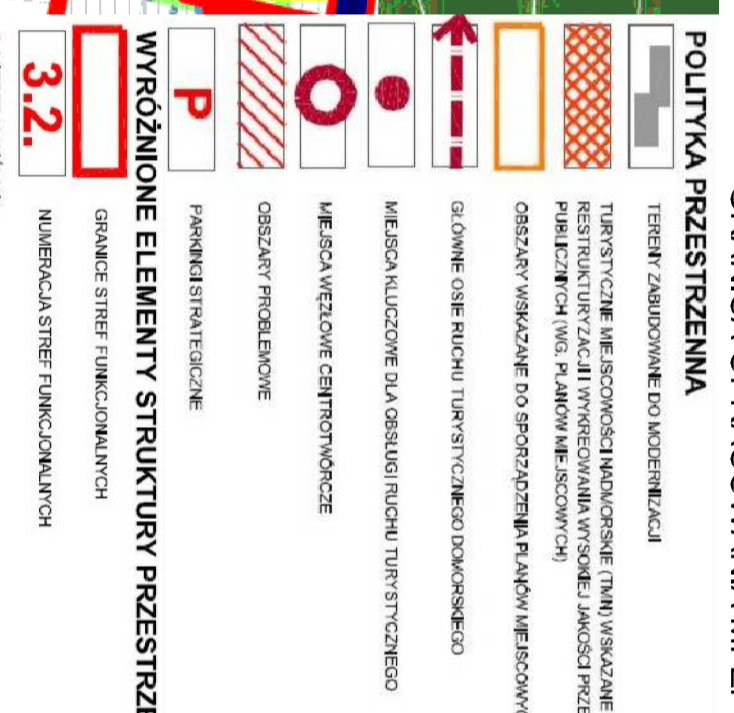 POLITYKA PRZESTRZENNA
TERENY ZABUDOWANE DO MODERNIZACJI
TURYSTYCZNE MIEJSCOWOŚCI NADMORSKIE (TMN) WSKAZANE
RESTRUKTURYZACJI I WYKREOWANIA WYSOKIEJ JAKOŚCI PRZE
PUBLICZNYCH (WG. PLANÓW MIEJSCOWYCH)
OBSZARY WSKAZANE DO SPORZĄDZENIA PLANÓW MIEJSCOWYC
GŁÓWNE OSIE RUCHU TURYSTYCZNEGO DOMORSKIEGO
MIEJSCA KLUCZOWE DLA OBSŁUGI RUCHU TURYSTYCZNEGO
MIEJSCA WĘZŁOWE CENTROTWÓRCZE
OBSZARY PROBLEMOWE
P
PARKINGI STRATEGICZNE
WYRÓŻNIONE ELEMENTY STRUKTURY PRZESTRZE
GRANICE STREF FUNKCJONALNYCH
3.2.
NUMERACJA STREF FUNKCJONALNYCH